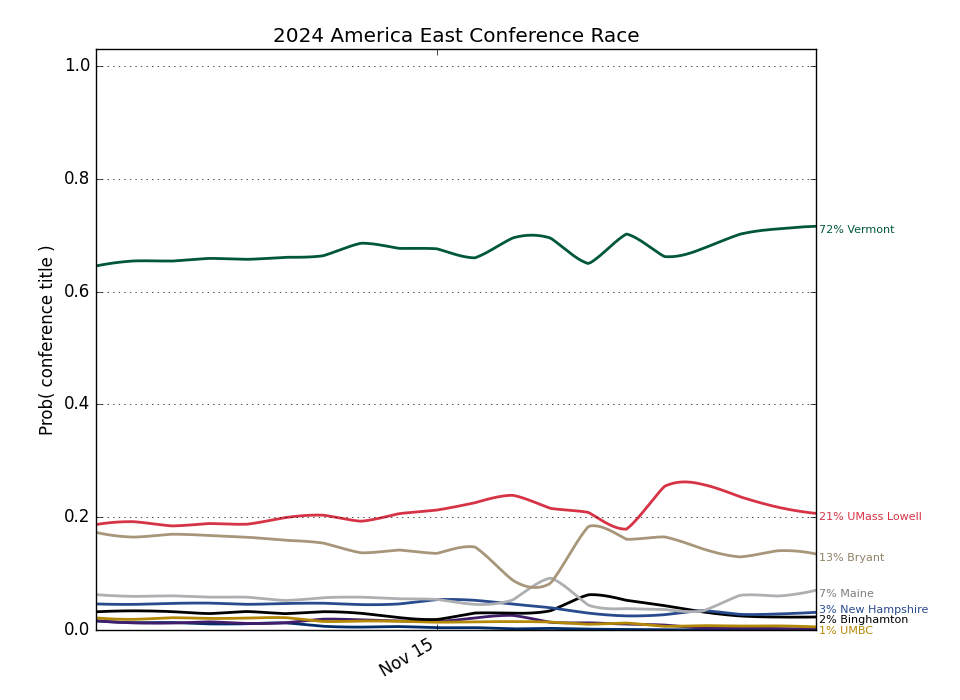 2024 America East Conference Race
Prob( conference title )
1.0
0.8
0.6
0.4
0.2
0.0
Nov 15
72% Vermont
21% UMass Lowell
13% Bryant
7% Maine
3% New Hampshire
2% Binghamton
1% UMBC